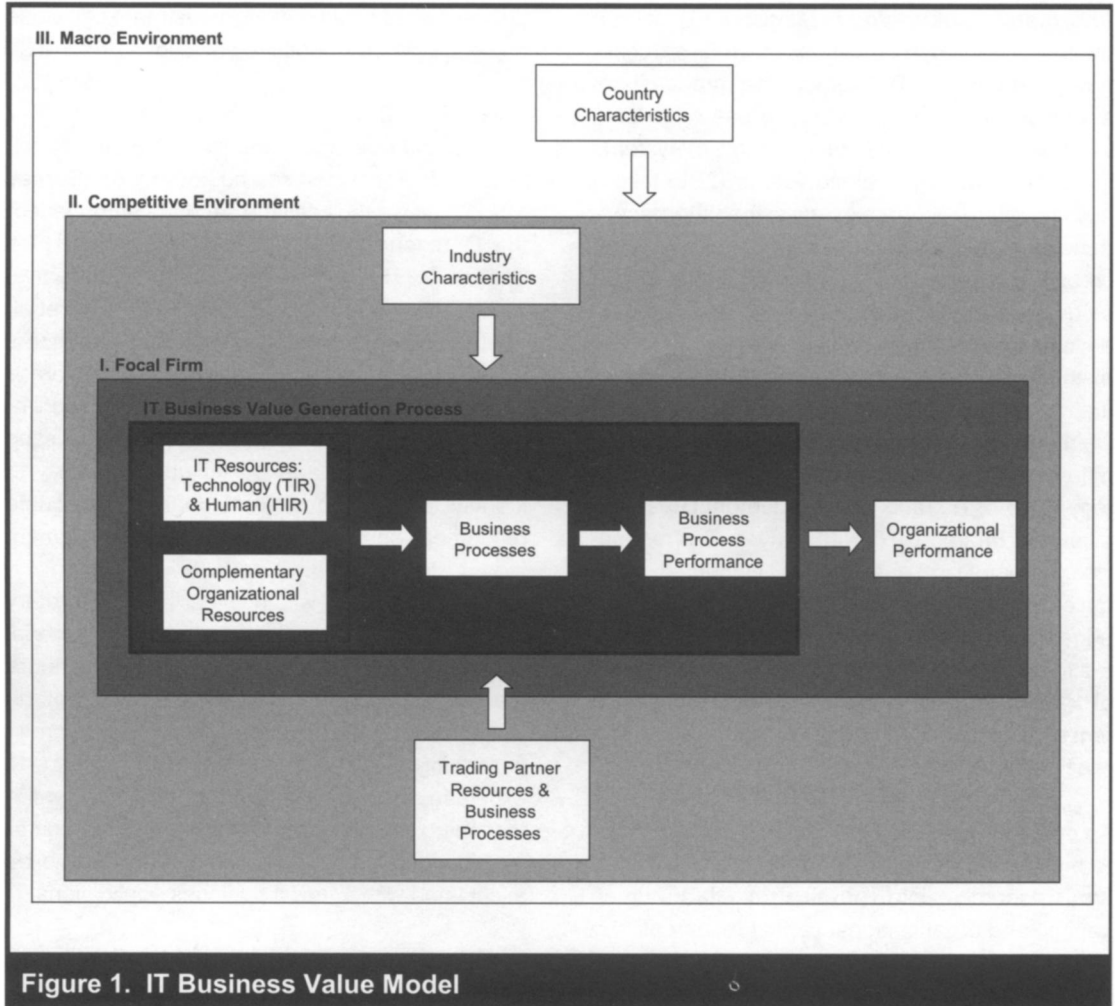 III. Macro Environment
Country
Characteristics
II. Competitive Environment
Industry
Characteristics
I. Focal Firm
IT Business Value Generation Process
IT Resources:
Technology (TIR)
& Human (HIR)
Complementary
Organizational
Resources
Business
Processes
Business
Process
Performance
Organizational
Performance
Trading Partner
Resources &
Business
Processes
Figure 1. IT Business Value Model